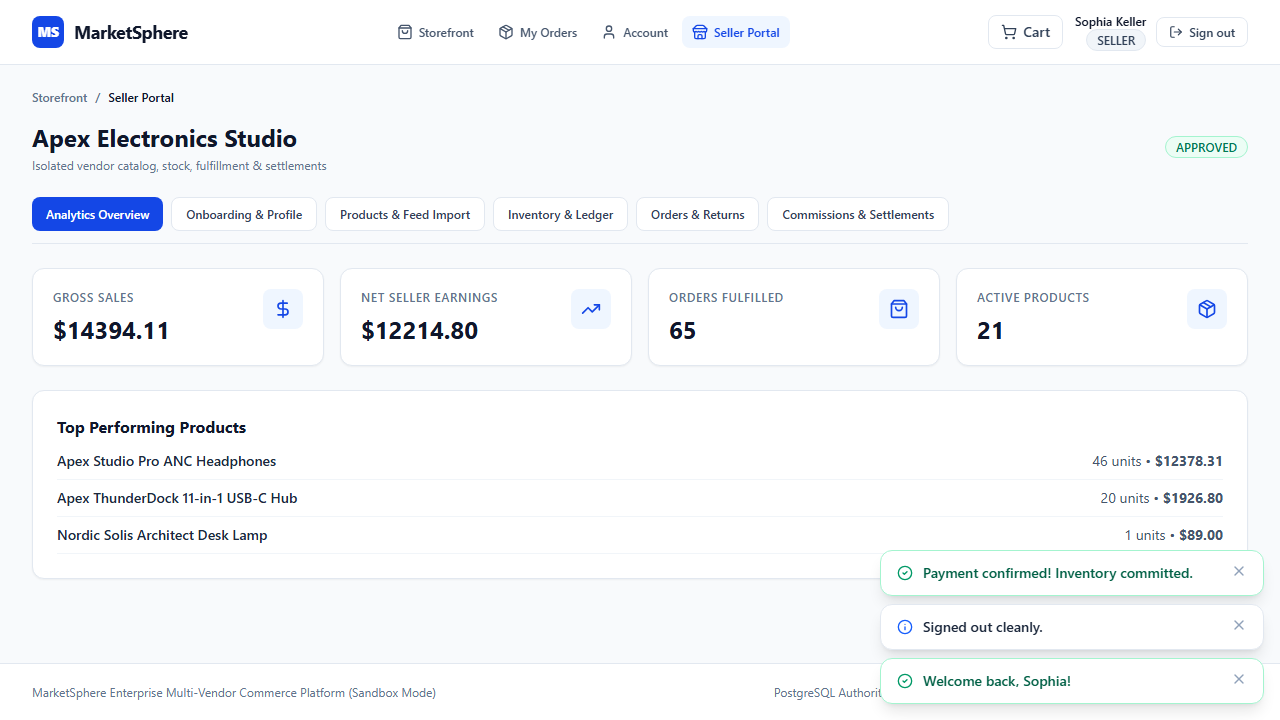 MS MarketSphere
Storefront
My Orders
Account
Seller Portal
Cart
Sophia Keller
SELLER
Sign out
Storefront / Seller Portal
Apex Electronics Studio
Isolated vendor catalog, stock, fulfillment & settlements
APPROVED
Analytics Overview
Onboarding & Profile
Products & Feed Import
Inventory & Ledger
Orders & Returns
Commissions & Settlements
GROSS SALES
$14394.11
NET SELLER EARNINGS
$12214.80
ORDERS FULFILLED
65
ACTIVE PRODUCTS
21
Top Performing Products
Apex Studio Pro ANC Headphones 46 units • $12378.31
Apex ThunderDock 11-in-1 USB-C Hub 20 units • $1926.80
Nordic Solis Architect Desk Lamp 1 units • $89.00
Payment confirmed! Inventory committed.
Signed out cleanly.
Welcome back, Sophia!
MarketSphere Enterprise Multi-Vendor Commerce Platform (Sandbox Mode)
PostgreSQL